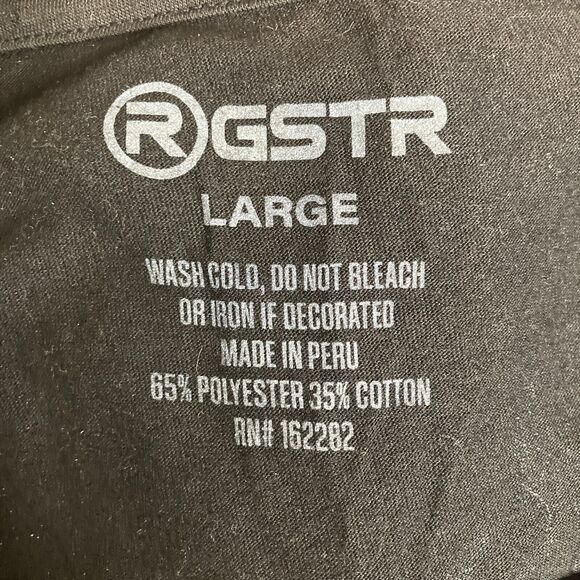 RGSTR
LARGE
WASH COLD, DO NOT BLEACH
OR IRON IF DECORATED
MADE IN PERU
65% POLYESTER 35% COTTON
RN# 162282